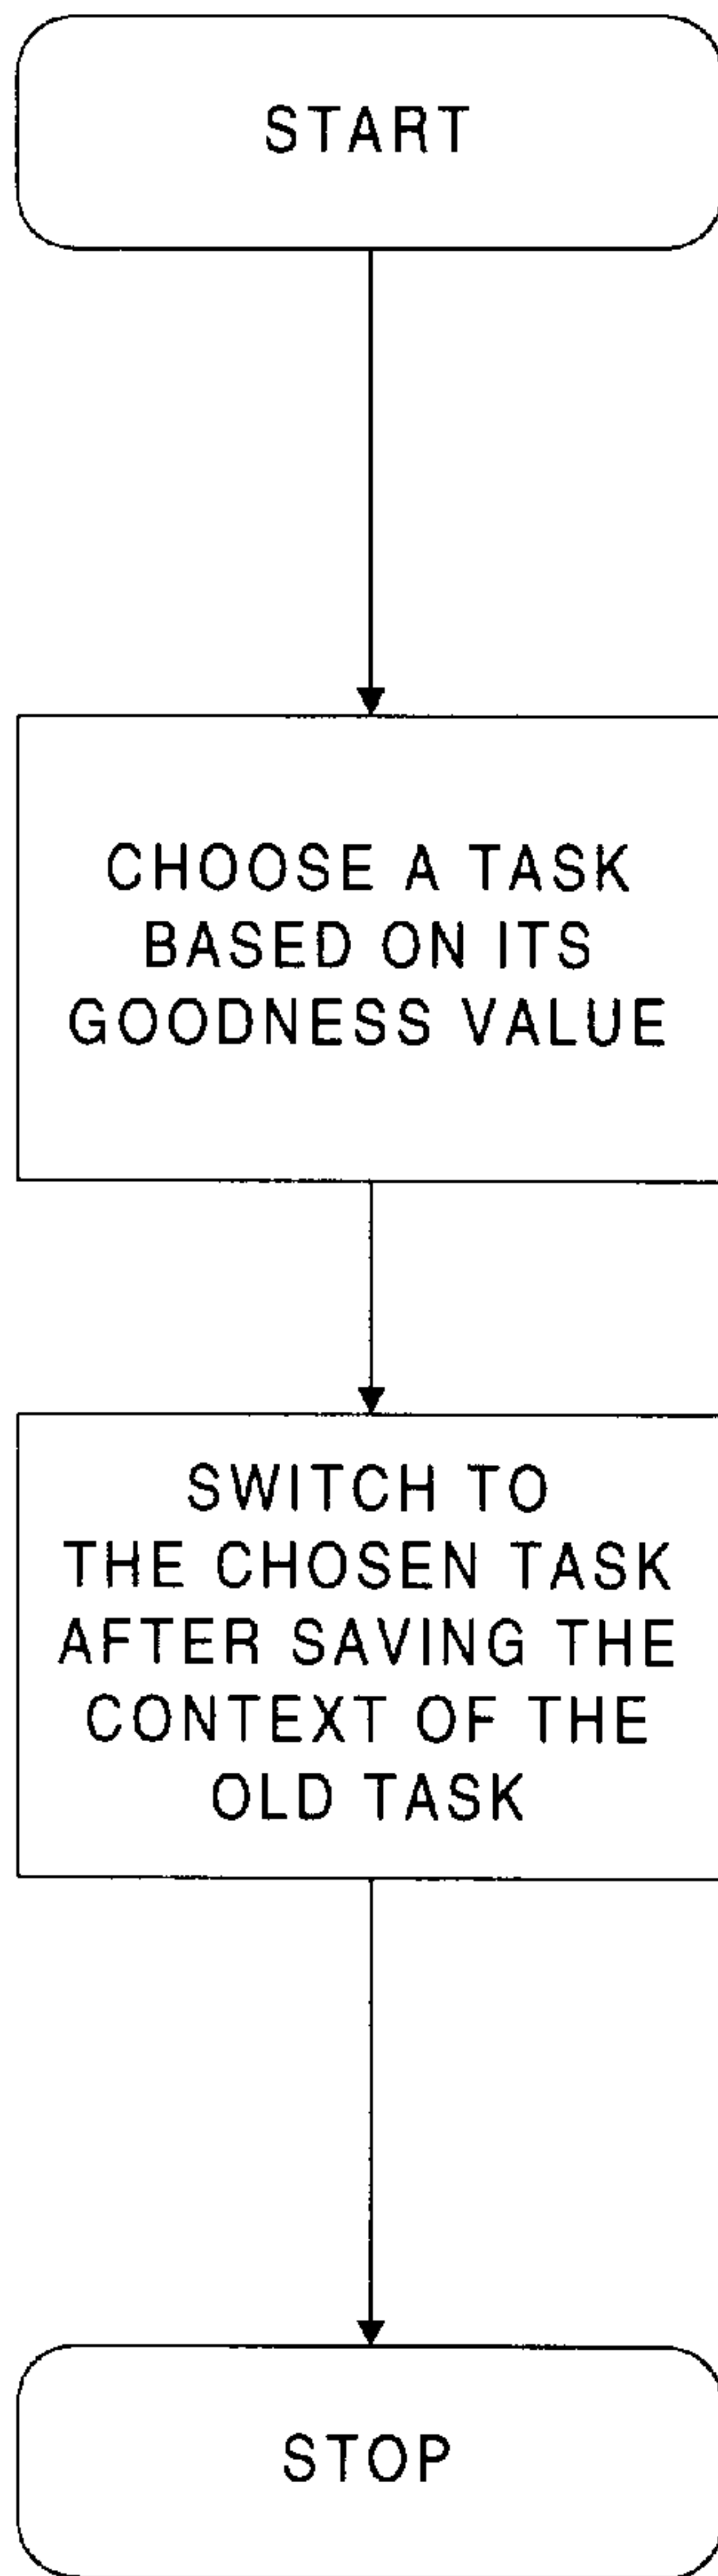 START
CHOOSE A TASK
BASED ON ITS
GOODNESS VALUE
SWITCH TO
THE CHOSEN TASK
AFTER SAVING THE
CONTEXT OF THE
OLD TASK
STOP